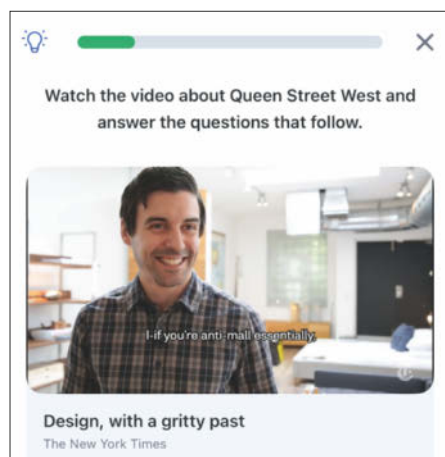 Watch the video about Queen Street West and
answer the questions that follow.
I-if you're anti-mall essentially,
Design, with a gritty past
The New York Times